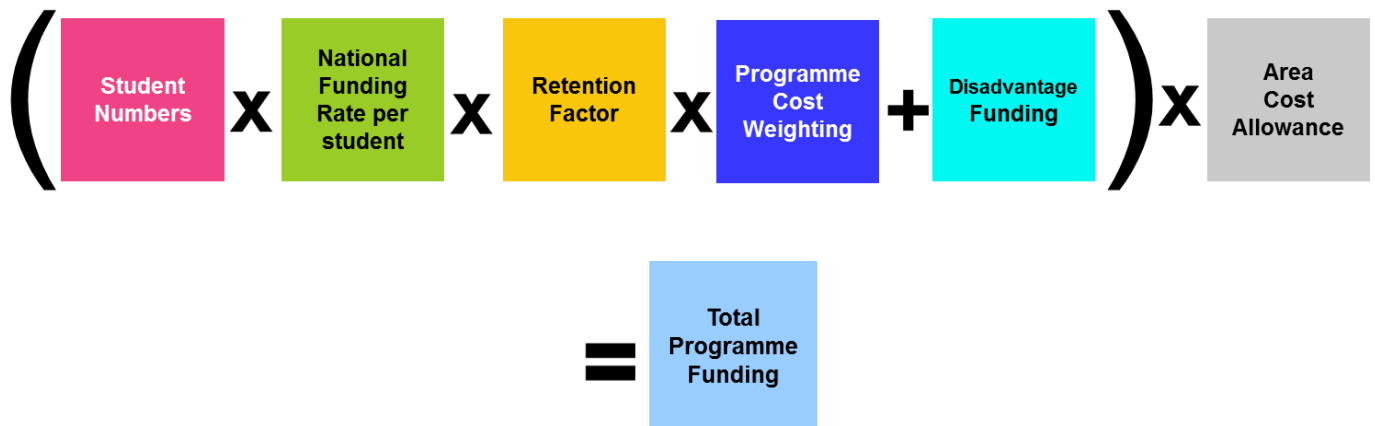 (
Student
Numbers
x
National
Funding
Rate per
student
x
Retention
Factor
x
Programme
Cost
Weighting
+
Disadvantage
Funding
)
x
Area
Cost
Allowance
=
Total
Programme
Funding